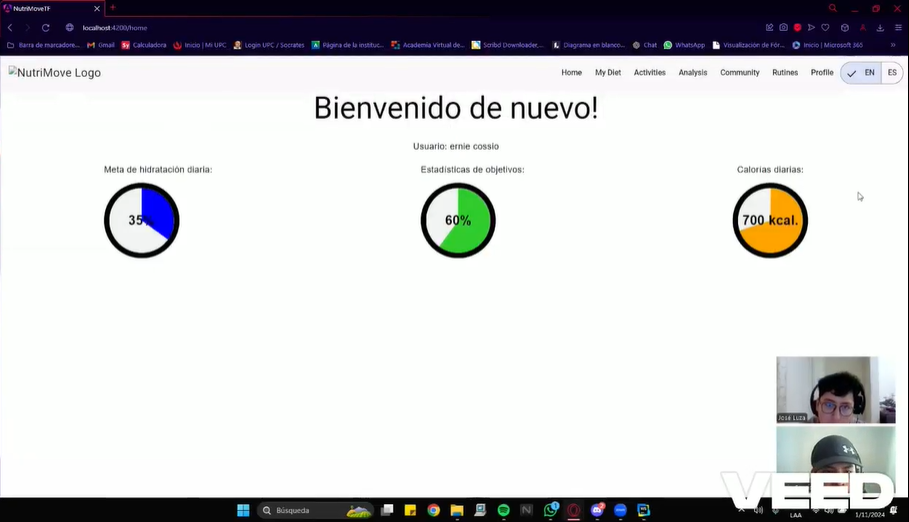 NutriMoveTF
localhost:4200/home
Barra de marcadore... Gmail Calculadora Inicio | Mi UPC Login UPC / Socrates Página de la instituc... Academia Virtual de... Scribd Downloader,... Diagrama en blanco... Chat WhatsApp Visualización de Fór... Inicio | Microsoft 365
NutriMove Logo
Home My Diet Activities Analysis Community Rutines Profile EN ES
Bienvenido de nuevo!
Usuario: ernie cossio
Meta de hidratación diaria: Estadísticas de objetivos: Calorías diarias:
35% 60% 700 kcal.
VEED
Búsqueda
LAA 1/11/2024